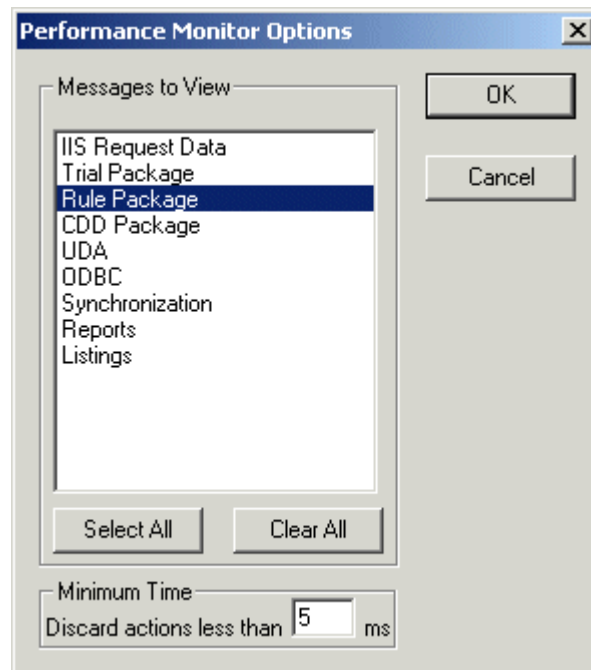 Performance Monitor Options
Messages to View
OK
IIS Request Data
Trial Package
Cancel
Rule Package
CDD Package
UDA
ODBC
Synchronization
Reports
Listings
Select All
Clear All
Minimum Time
Discard actions less than 5 ms